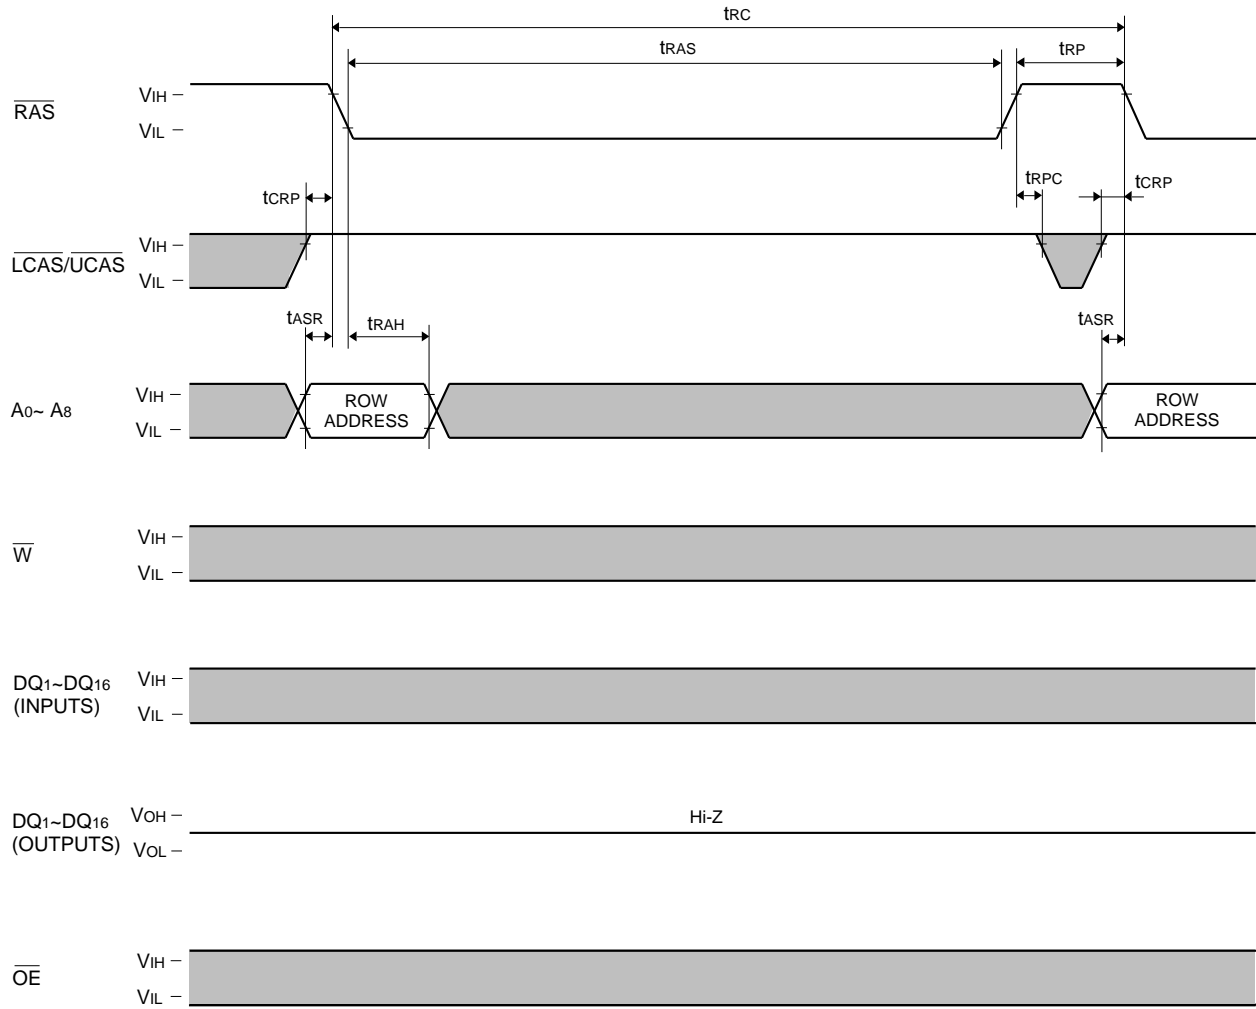 tRC
tRAS
tRP
RAS
VIH –
VIL –
tCRP
tRPC
tCRP
LCAS/UCAS
VIH –
VIL –
tASR
tRAH
tASR
A0~ A8
VIH –
VIL –
ROW
ADDRESS
ROW
ADDRESS
W
VIH –
VIL –
DQ1~DQ16
(INPUTS)
VIH –
VIL –
DQ1~DQ16
(OUTPUTS)
VOH –
VOL –
Hi-Z
OE
VIH –
VIL –